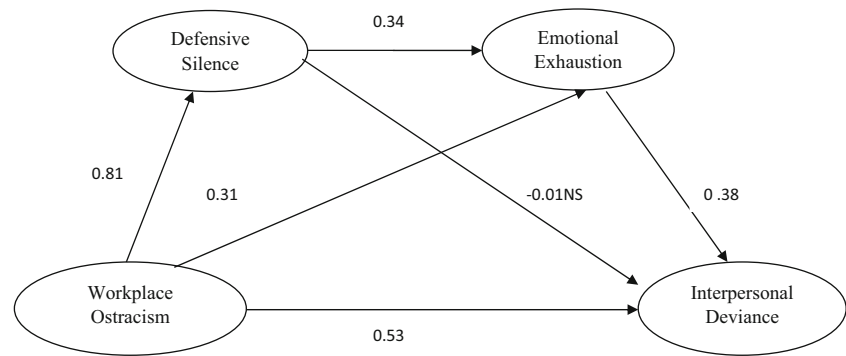 0.34
Defensive
Silence
Emotional
Exhaustion
0.81
0.31
-0.01NS
0 .38
Workplace
Ostracism
Interpersonal
Deviance
0.53